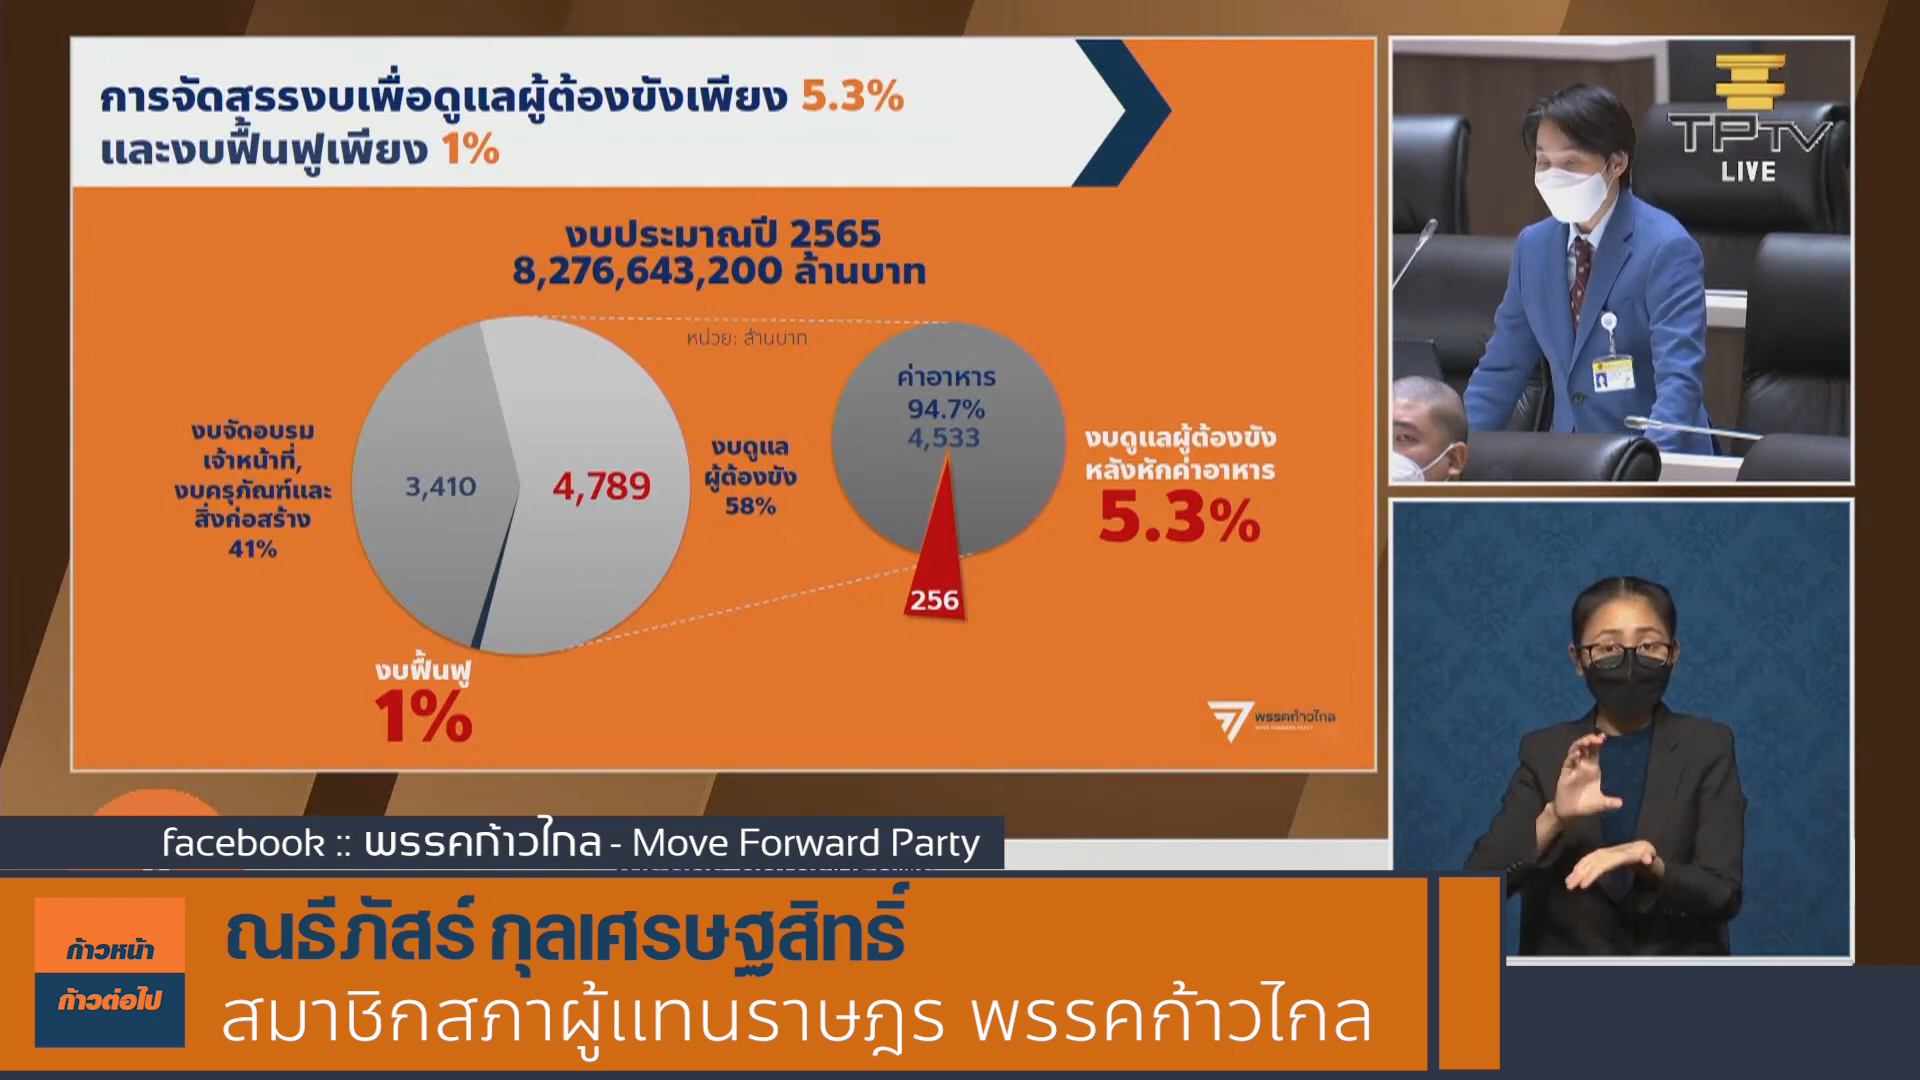 การจัดสรรงบเพื่อดูแลผู้ต้องขังเพียง 5.3%
และงบฟื้นฟูเพียง 1%
งบประมาณปี 2565
8,276,643,200 ล้านบาท
หน่วย: ล้านบาท
งบจัดอบรม
เจ้าหน้าที่,
งบครุภัณฑ์และ
สิ่งก่อสร้าง
41%
3,410
4,789
งบดูแล
ผู้ต้องขัง
58%
ค่าอาหาร
94.7%
4,533
256
งบดูแลผู้ต้องขัง
หลังหักค่าอาหาร
5.3%
งบฟื้นฟู
1%
พรรคก้าวไกล
MOVE FORWARD PARTY
TPTV
LIVE
facebook :: พรรคก้าวไกล - Move Forward Party
ก้าวหน้า
ก้าวต่อไป
ณธีภัสร์ กุลเศรษฐสิทธิ์
สมาชิกสภาผู้แทนราษฎร พรรคก้าวไกล